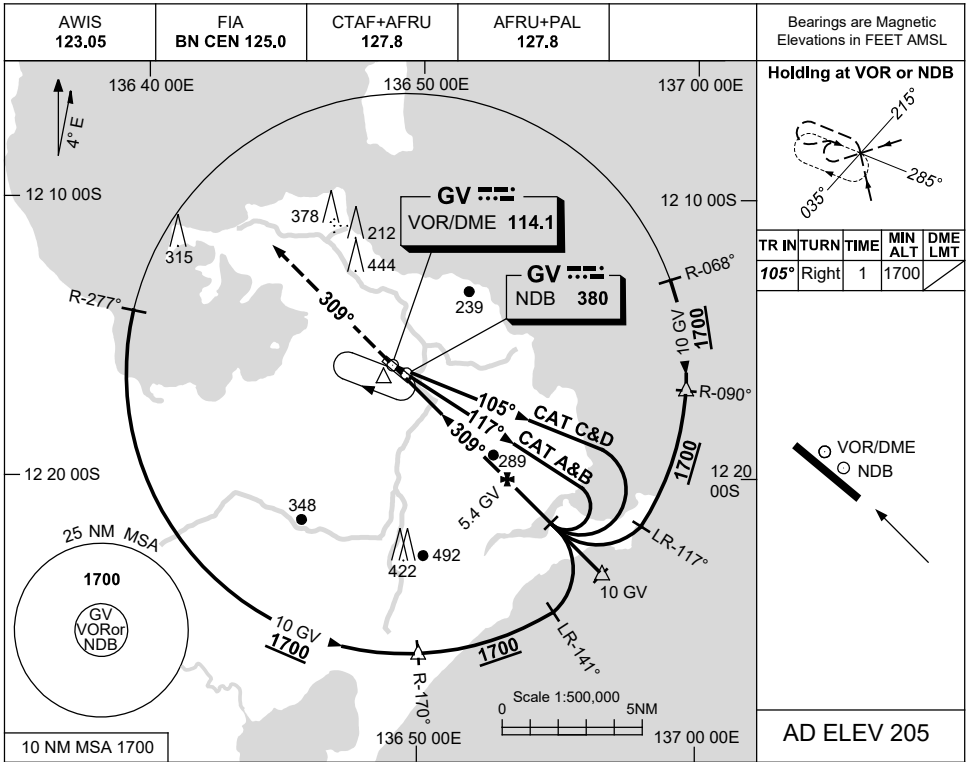 AWIS
123.05
FIA
BN CEN 125.0
CTAF+AFRU
127.8
AFRU+PAL
127.8
Bearings are Magnetic
Elevations in FEET AMSL
136 40 00E
136 50 00E
137 00 00E
4° E
12 10 00S
12 10 00S
378
212
315
444
GV
VOR/DME 114.1
GV
NDB 380
239
R-277°
R-068°
10 GV
1700
R-090°
309°
105°
CAT C&D
117°
CAT A&B
309°
289
5.4 GV
1700
12 20 00S
12 20
00S
348
492
422
LR-117°
10 GV
25 NM MSA
1700
GV
VORor
NDB
10 GV
1700
1700
LR-141°
R-170°
Scale 1:500,000
0
5NM
136 50 00E
137 00 00E
10 NM MSA 1700
Holding at VOR or NDB
215°
285°
035°
TR IN TURN TIME MIN ALT DME LMT
105° Right 1 1700
VOR/DME
NDB
AD ELEV 205